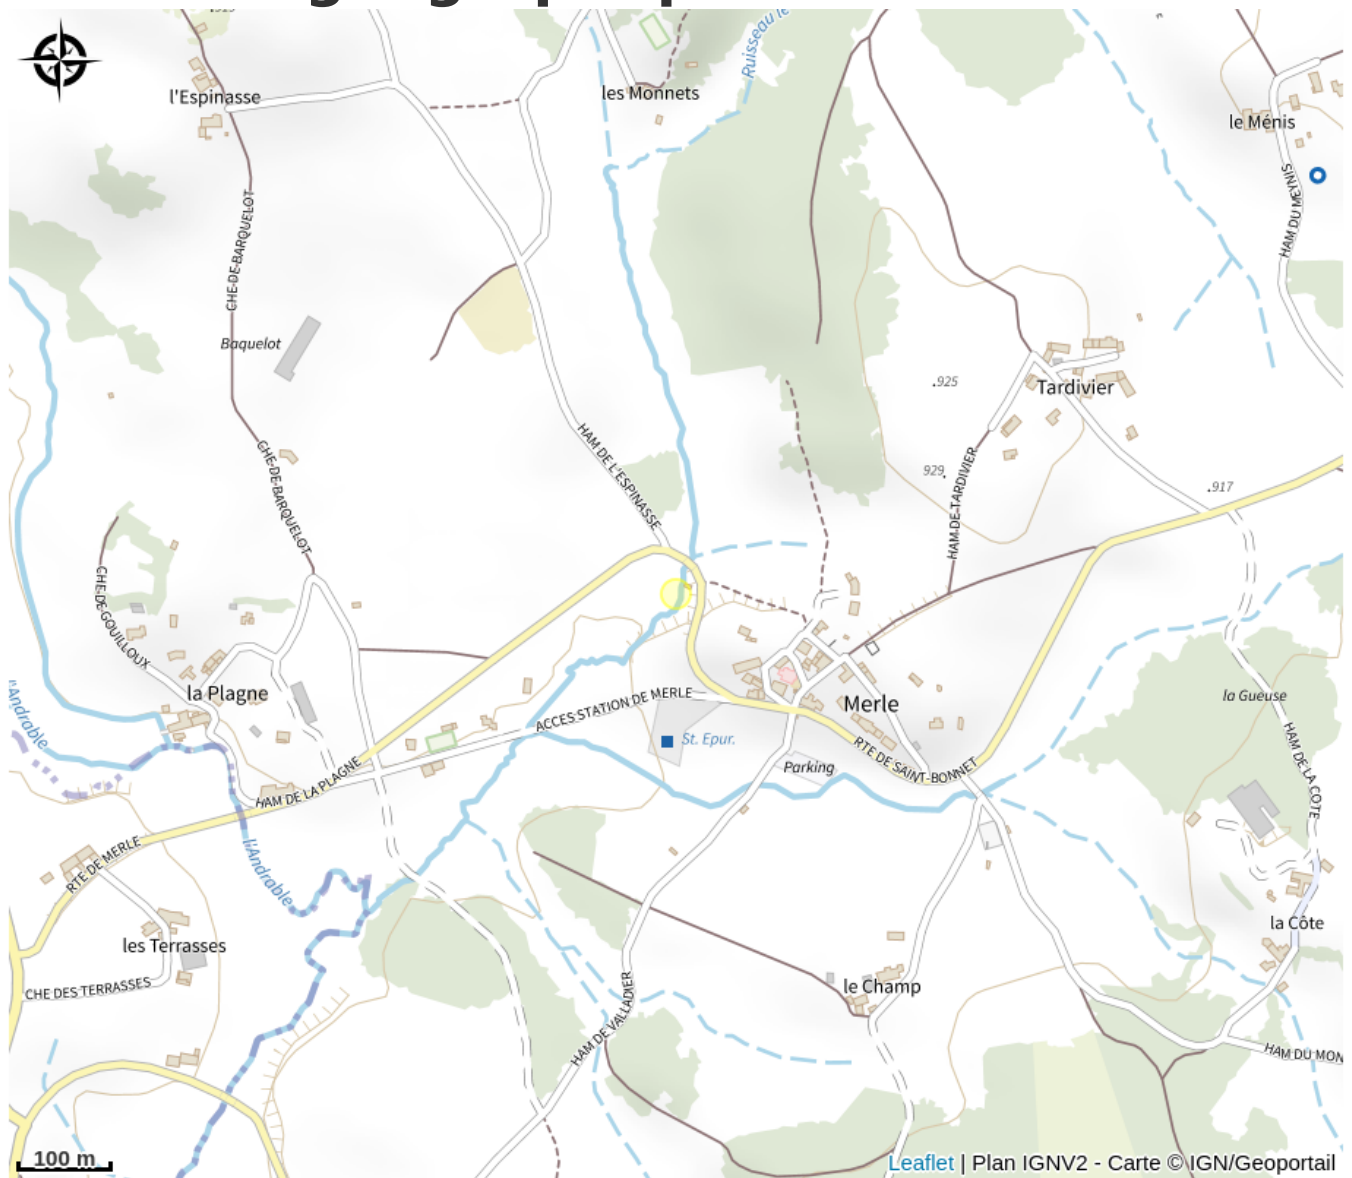 l'Espinasse
les Monnets
Ruisseau le
le Ménis
HAM DU MEYNIS
CHE-DE-BARQUELOT
Baquelot
Tardivier
.925
HAM DE L'ESPINASSE
CHE-DE-BARQUELOT
929.
HAM-DE-TARDIVIER
.917
CHE-DE-GOUILLOUX
la Plagne
ACCES STATION DE MERLE
Merle
la Gueuse
l'Andrable
St. Epur.
RTE DE SAINT-BONNET
Parking
HAM DE LA COTE
HAM DE LA PLAGNE
RTE DE MERLE
l'Andrable
la Côte
les Terrasses
CHE DES TERRASSES
le Champ
HAM DE VALLADIER
HAM DU MON
100 m
Leaflet | Plan IGNV2 - Carte © IGN/Geoportail